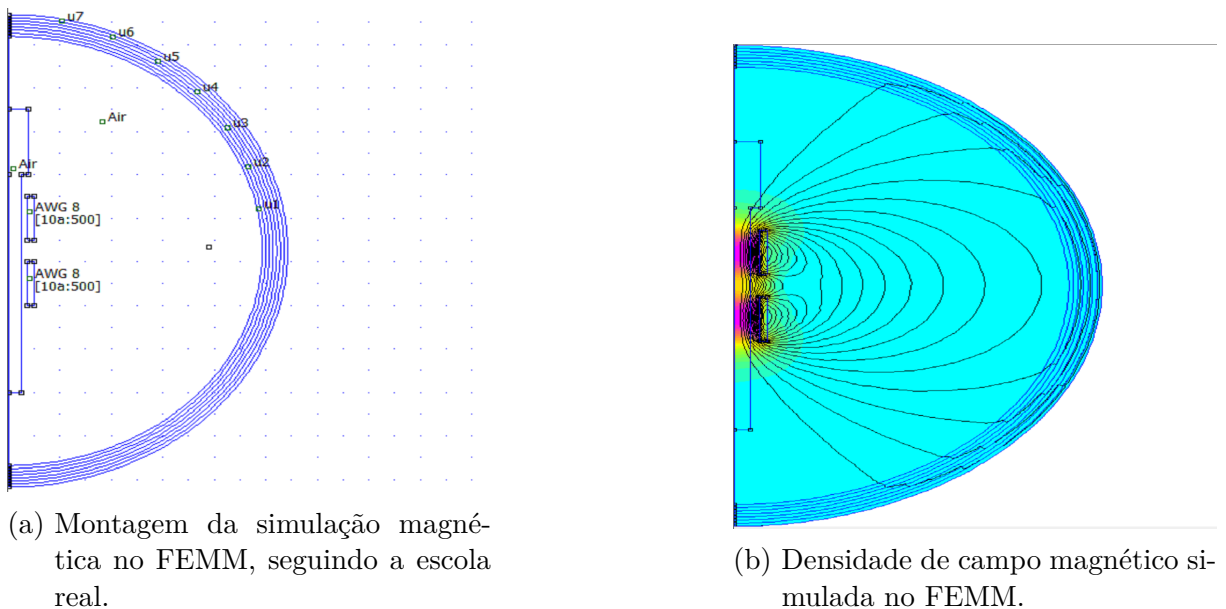 u7
u6
u5
u4
Air
u3
u2
Air
AWG 8
[10a:500]
u1
AWG 8
[10a:500]
(a) Montagem da simulação magné-
tica no FEMM, seguindo a escola
real.
(b) Densidade de campo magnético si-
mulada no FEMM.